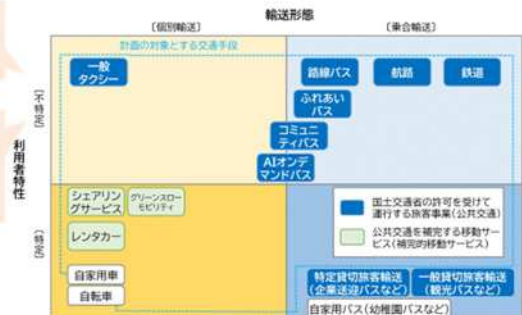 輸送形態
〔個別輸送〕
〔乗合輸送〕
計画の対象とする交通手段
利用者特性
〔不特定〕
〔特定〕
一般
タクシー
路線バス
航路
鉄道
ふれあい
バス
コミュニ
ティバス
AIオンデ
マンドバス
シェアリン
グサービス
グリーンスロー
モビリティ
レンタカー
自家用車
自転車
国土交通省の許可を受けて
運行する旅客事業(公共交通)
公共交通を補完する移動サー
ビス(補完的移動サービス)
特定貸切旅客輸送
(企業送迎バスなど)
一般貸切旅客輸送
(観光バスなど)
自家用バス(幼稚園バスなど)